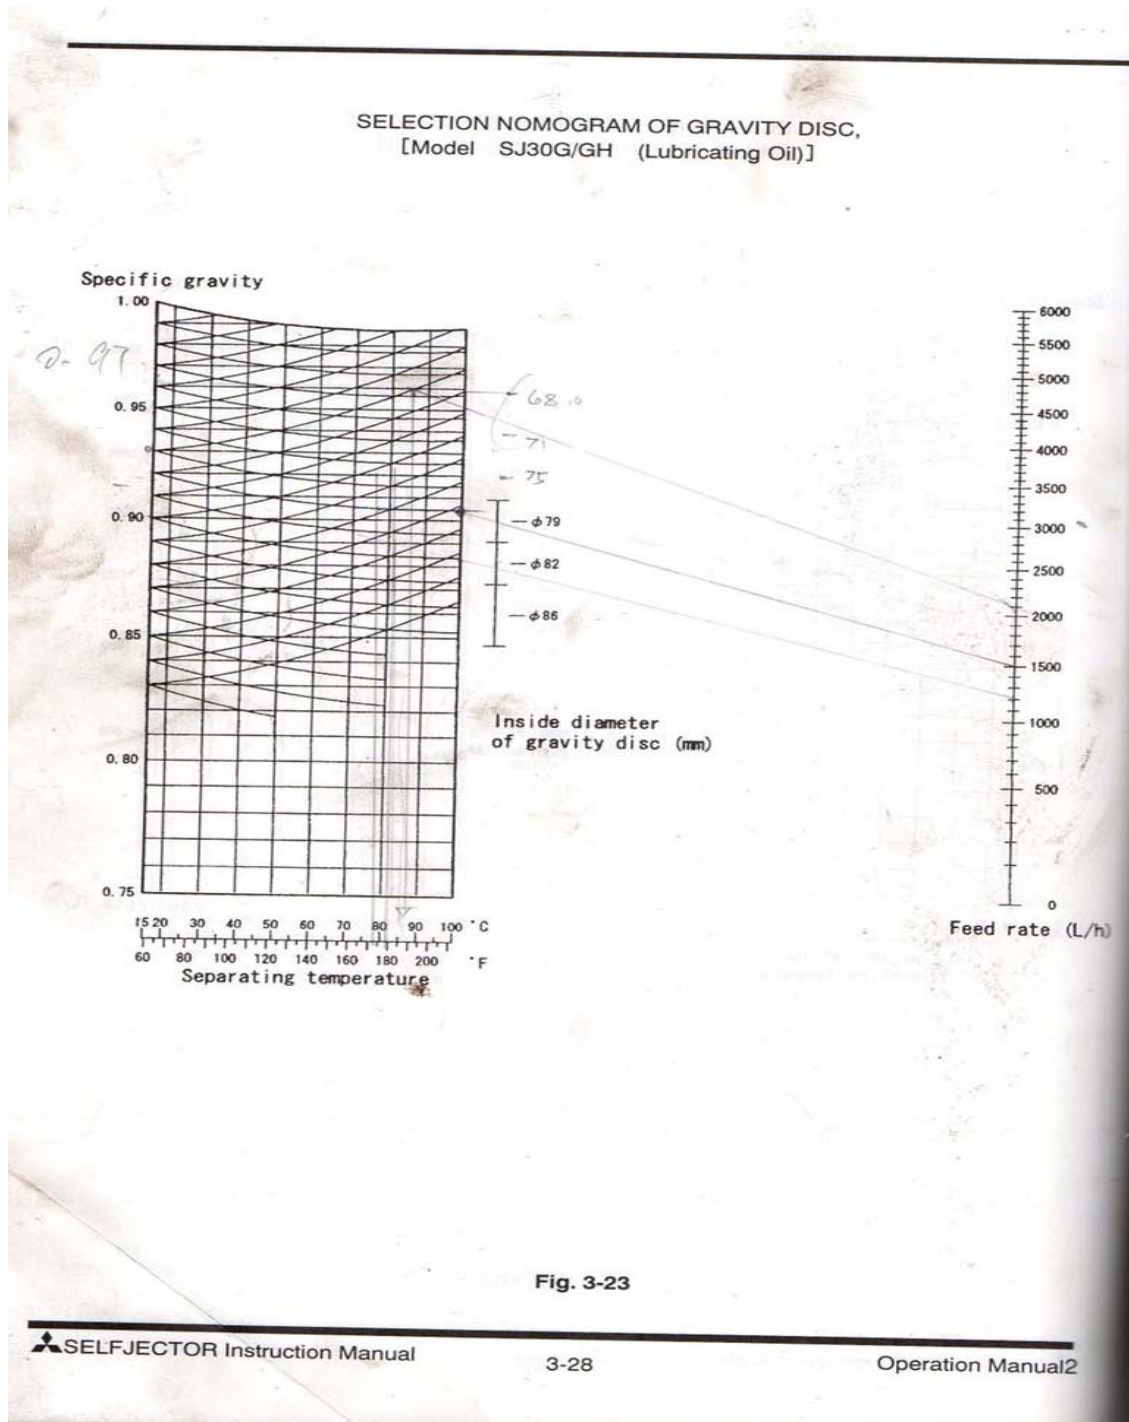 SELECTION NOMOGRAM OF GRAVITY DISC,
[Model SJ30G/GH (Lubricating Oil)]
Specific gravity
1.00
0.97
0.95
0.90
0.85
0.80
0.75
68.0
71
75
ϕ79
ϕ82
ϕ86
Inside diameter
of gravity disc (mm)
6000
5500
5000
4500
4000
3500
3000
2500
2000
1500
1000
500
0
Feed rate (L/h)
15 20 30 40 50 60 70 80 90 100 °C
60 80 100 120 140 160 180 200 °F
Separating temperature
Fig. 3-23
SELFJECTOR Instruction Manual
3-28
Operation Manual2